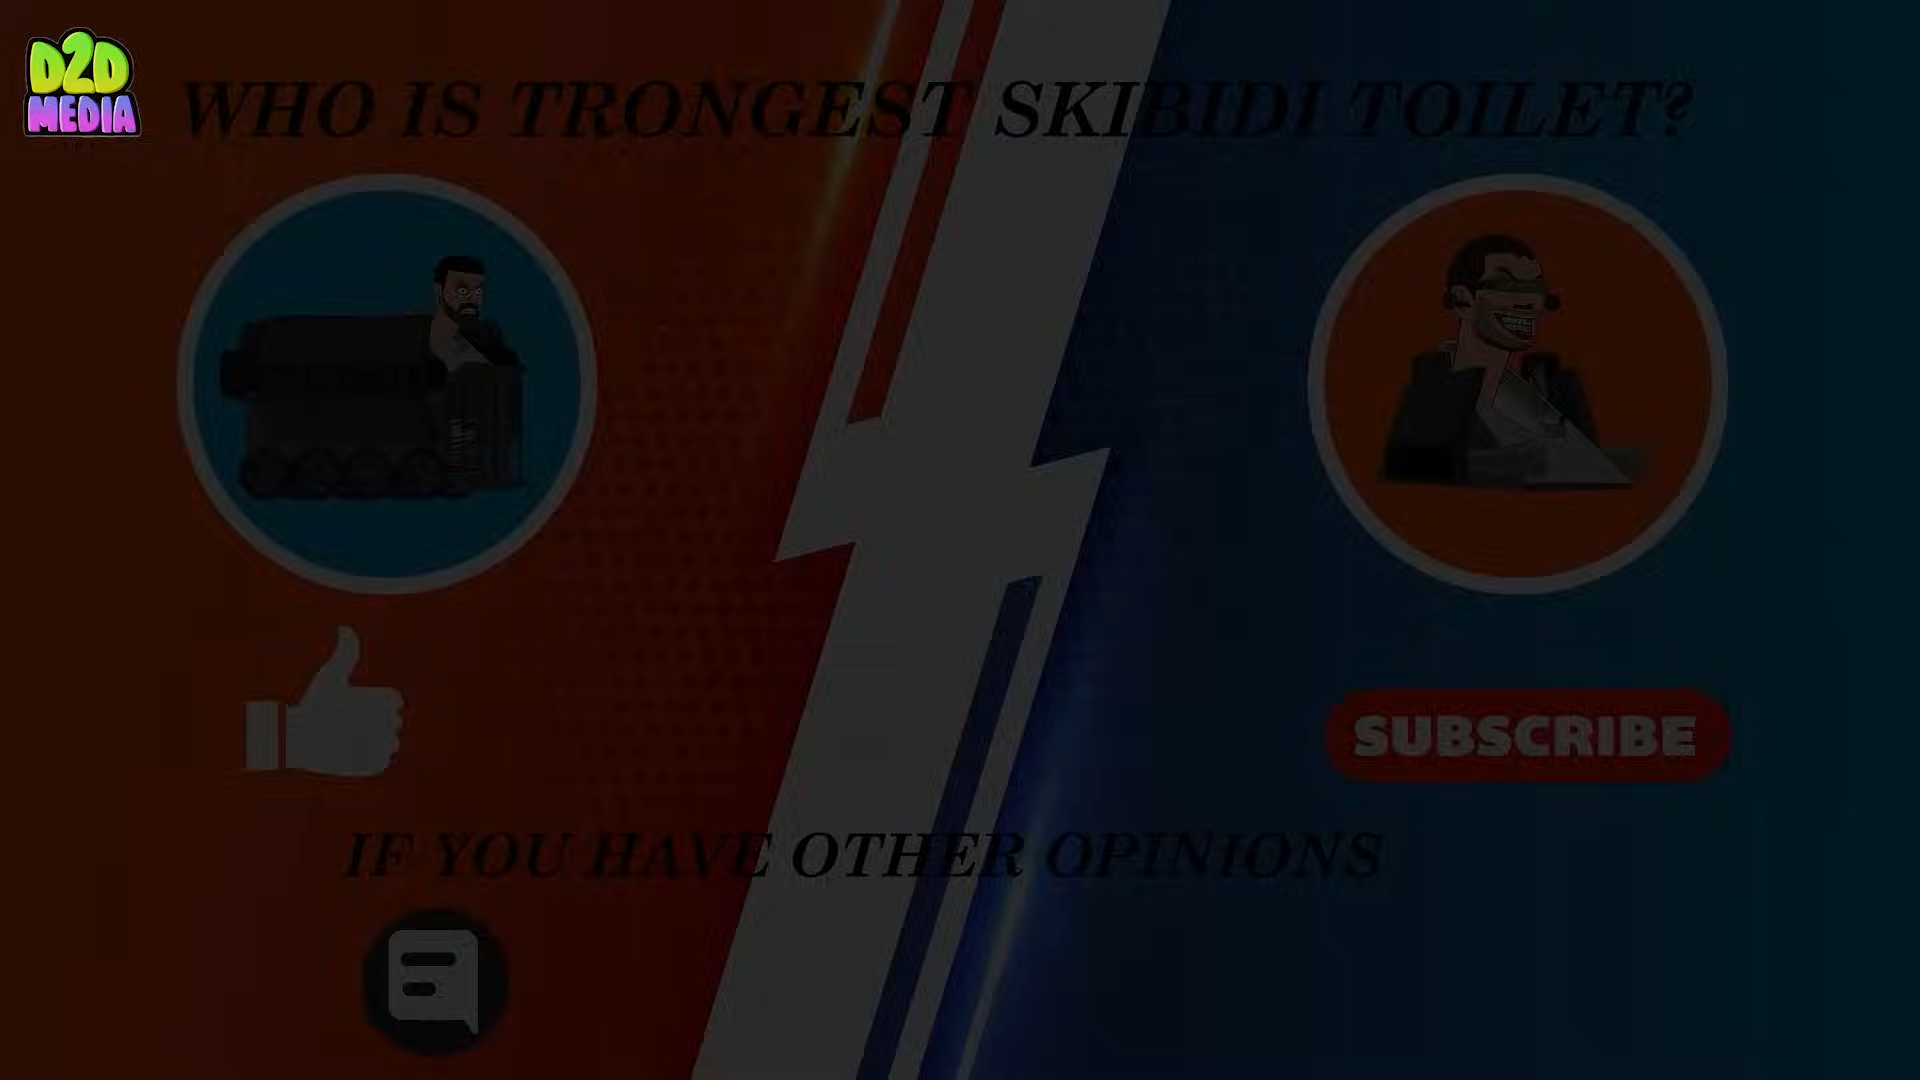 D2D
MEDIA
WHO IS TRONGEST SKIBIDI TOILET?
SUBSCRIBE
IF YOU HAVE OTHER OPINIONS